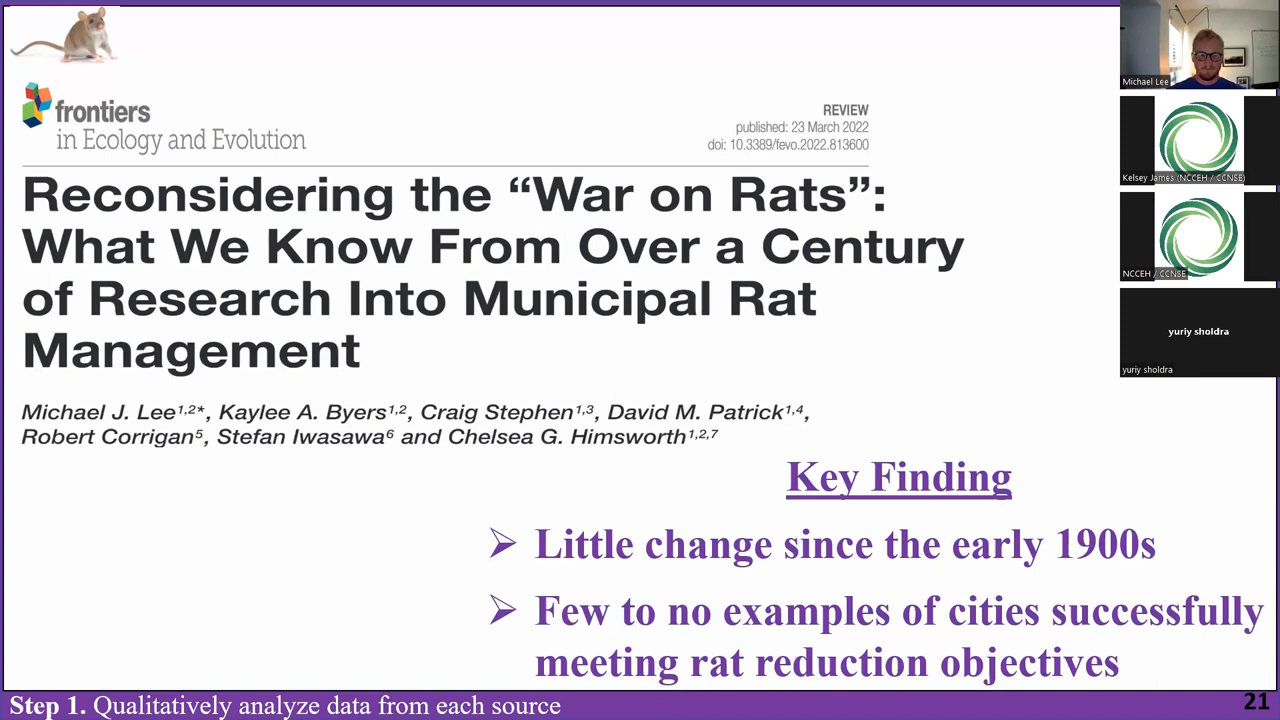 frontiers
in Ecology and Evolution
REVIEW
published: 23 March 2022
doi: 10.3389/fevo.2022.813600
Reconsidering the “War on Rats”:
What We Know From Over a Century
of Research Into Municipal Rat
Management
Michael J. Lee1,2*, Kaylee A. Byers1,2, Craig Stephen1,3, David M. Patrick1,4,
Robert Corrigan5, Stefan Iwasawa6 and Chelsea G. Himsworth1,2,7
Key Finding
➢ Little change since the early 1900s
➢ Few to no examples of cities successfully
meeting rat reduction objectives
Step 1. Qualitatively analyze data from each source
21
Michael Lee
Kelsey James (NCCEH / CCNSE)
NCCEH / CCNSE
yuriy sholdra
yuriy sholdra